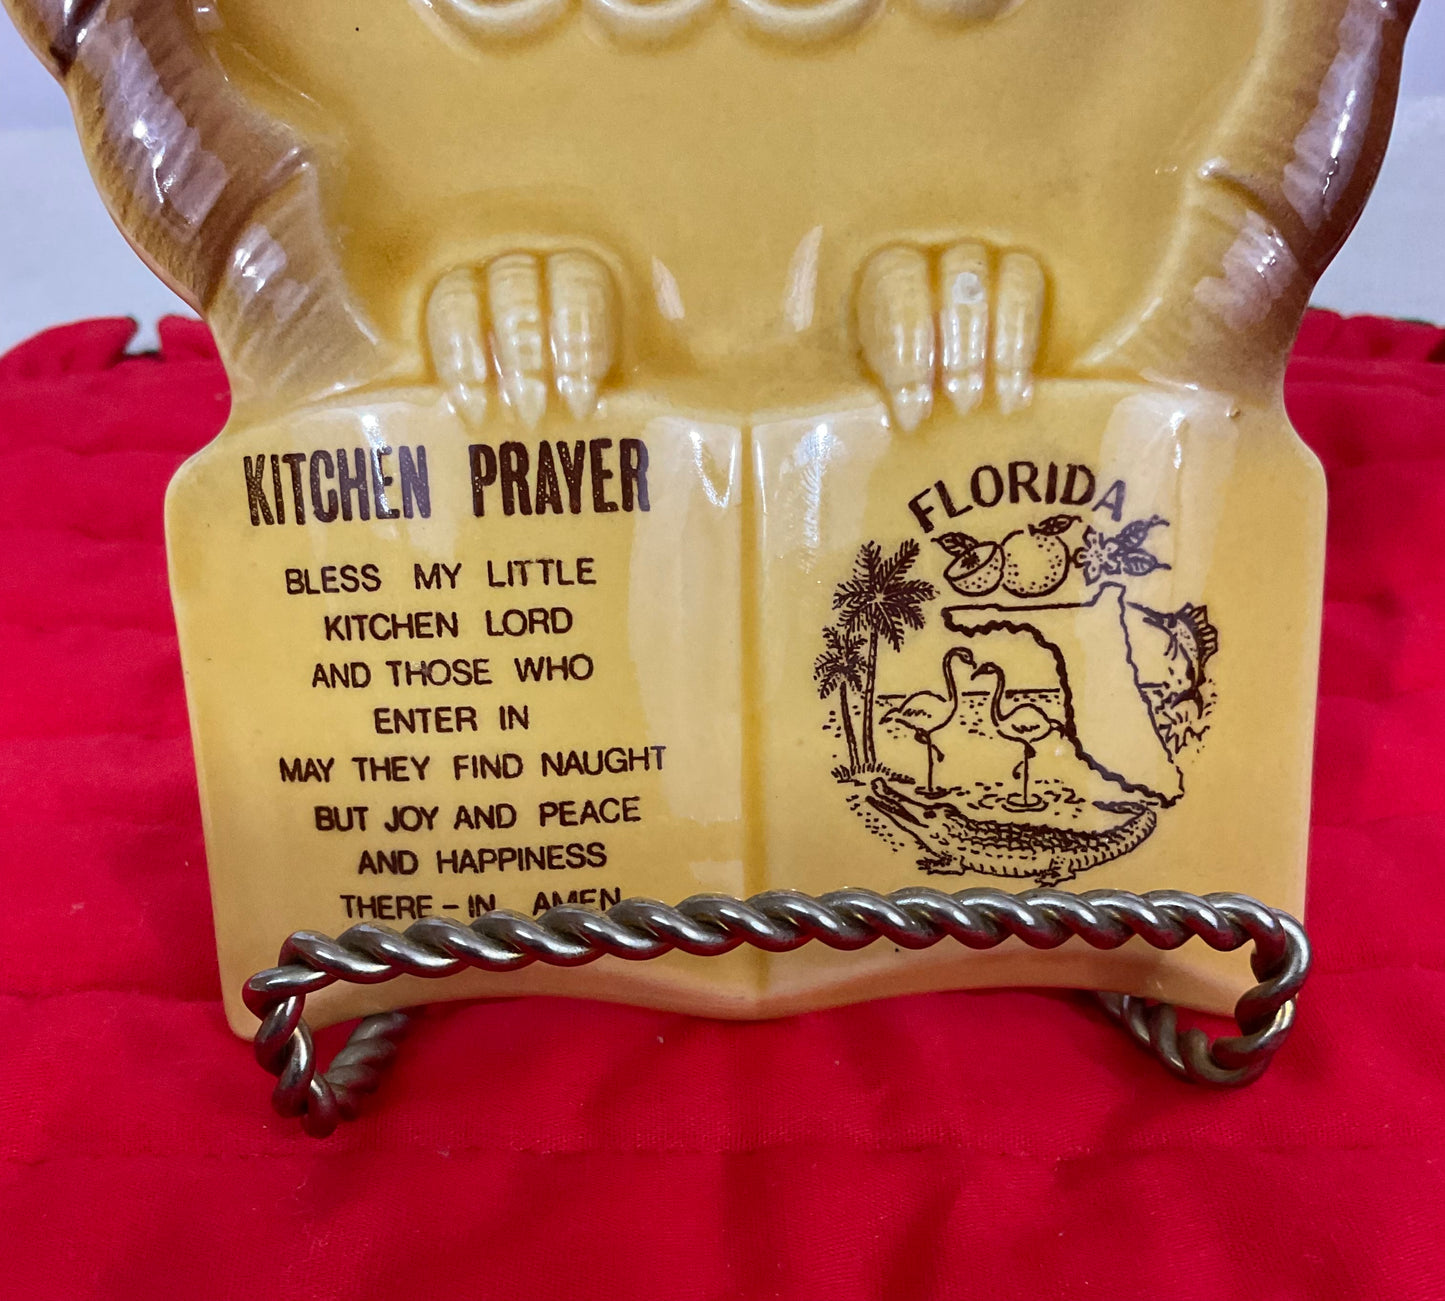 KITCHEN PRAYER
BLESS MY LITTLE
KITCHEN LORD
AND THOSE WHO
ENTER IN
MAY THEY FIND NAUGHT
BUT JOY AND PEACE
AND HAPPINESS
THERE-IN AMEN
FLORIDA